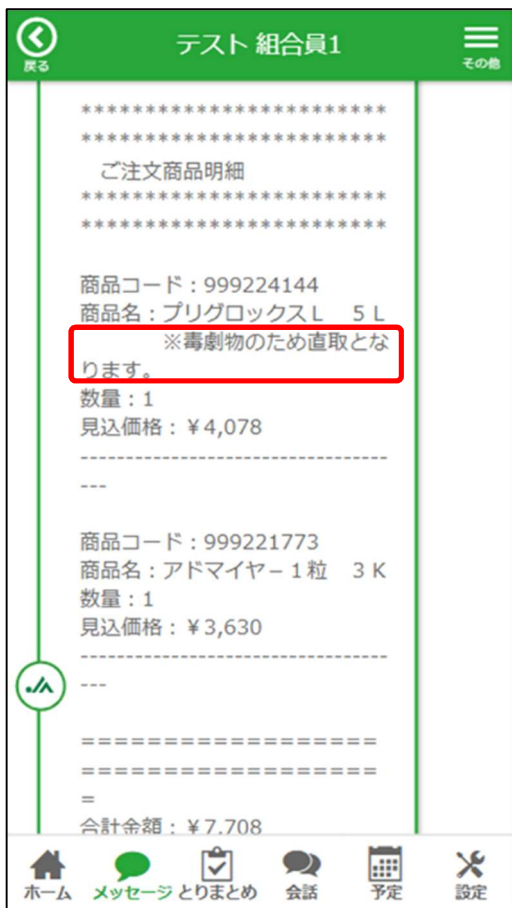 戻る
テスト 組合員1
その他
************************
************************
ご注文商品明細
************************
************************
商品コード：999224144
商品名：プリグロックスＬ　５Ｌ
※毒劇物のため直取とな
ります。
数量：1
見込価格：¥4,078
----------------------------------
---
商品コード：999221773
商品名：アドマイヤ－１粒　３Ｋ
数量：1
見込価格：¥3,630
----------------------------------
---
==================
==================
=
合計金額：¥7,708
ホーム メッセージ とりまとめ 会話 予定 設定